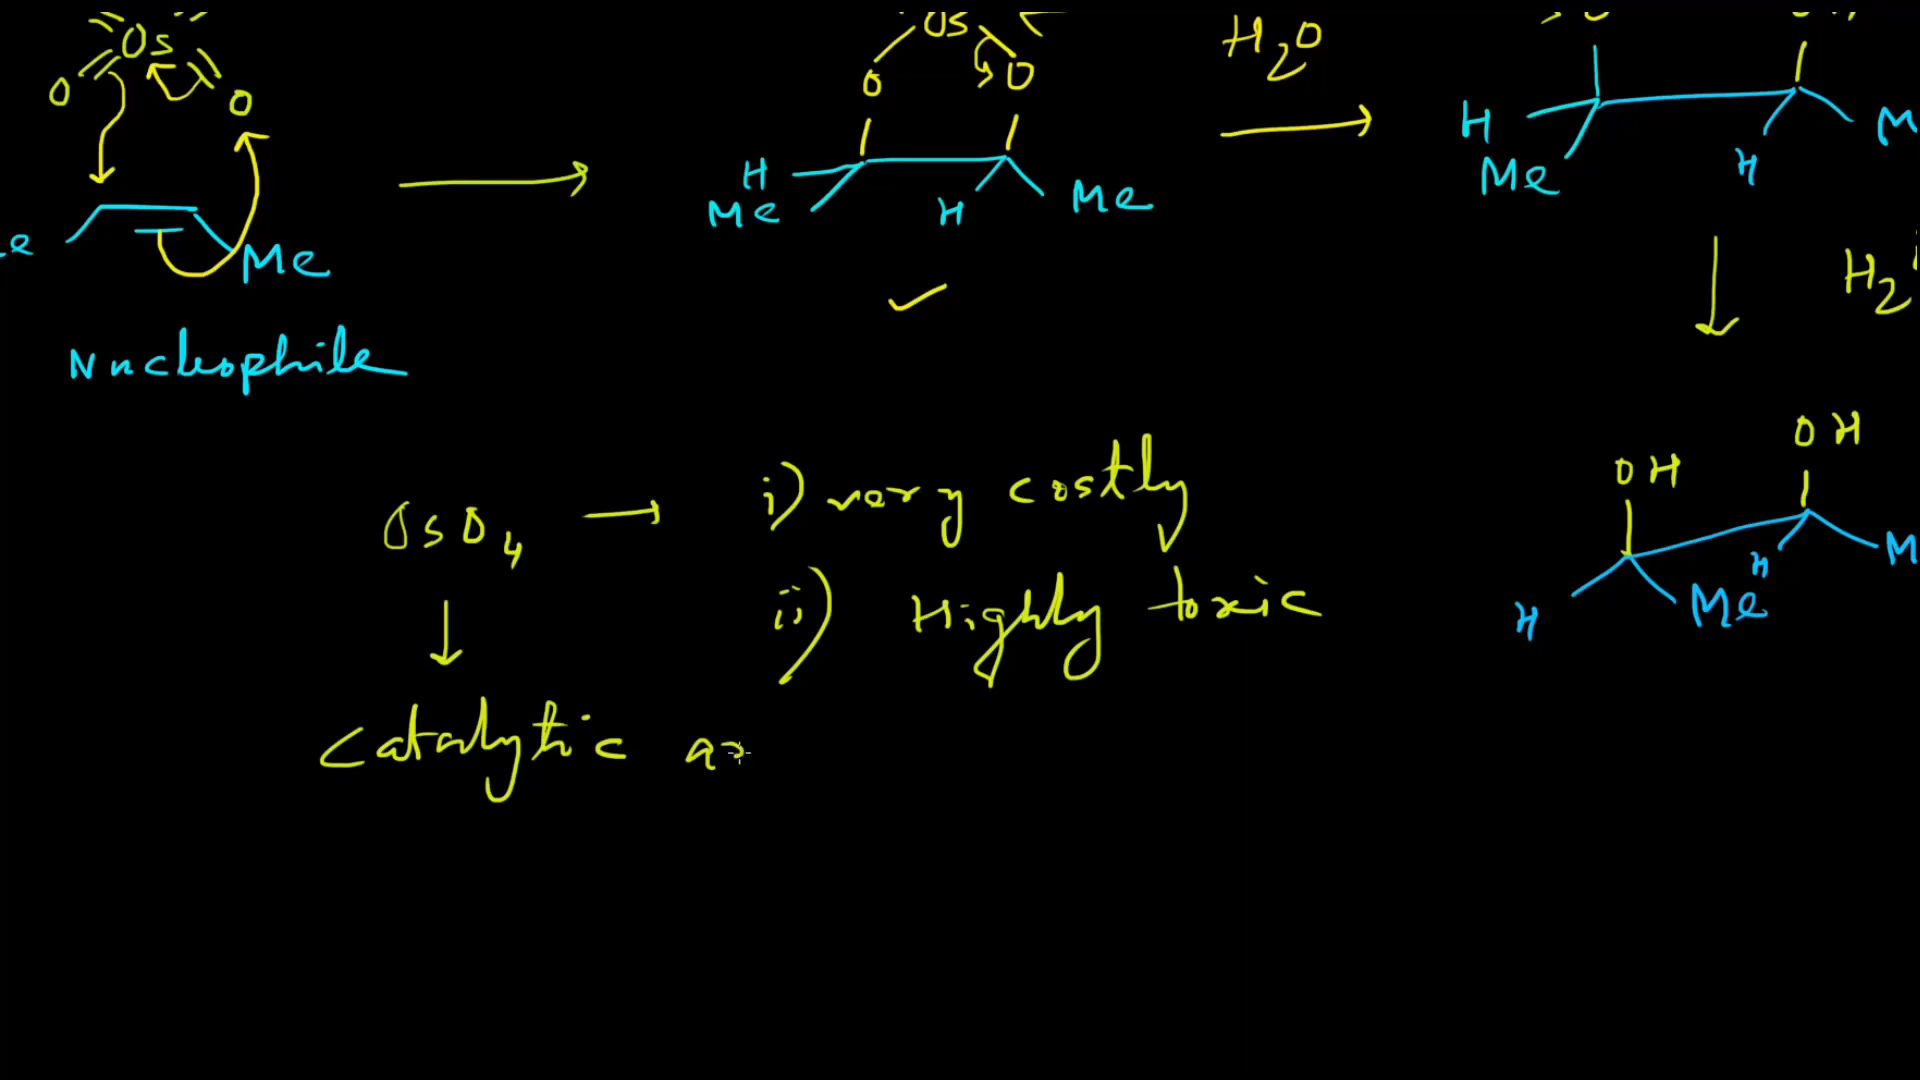 Os
O O
Me
Nucleophile
Os
O O
H
Me H Me
H2O
H
Me H
H2
OH OH
H Me H
OsO4 → i) very costly
ii) Highly toxic
Catalytic